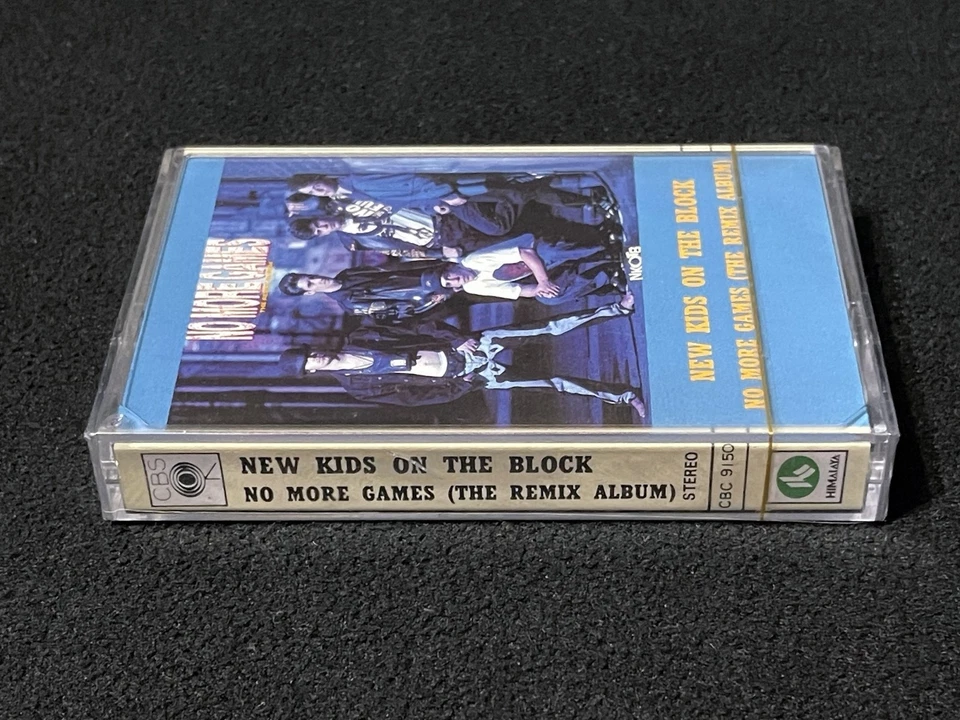 NO MORE GAMES
NKOTB
NEW KIDS ON THE BLOCK
NO MORE GAMES (THE REMIX ALBUM)
CBS
NEW KIDS ON THE BLOCK
NO MORE GAMES (THE REMIX ALBUM)
STEREO
CBC 9150
HIMALAYA